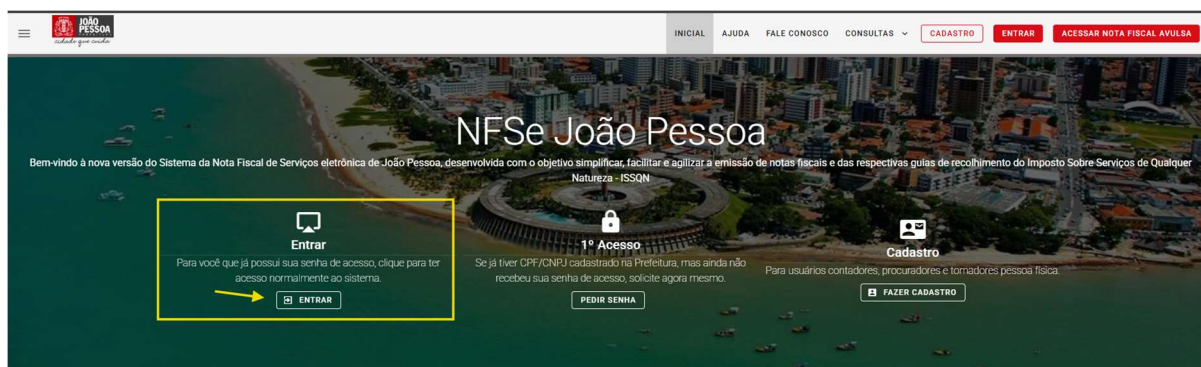 JOÃO
PESSOA
cidade que cuida
INICIAL AJUDA FALE CONOSCO CONSULTAS CADASTRO ENTRAR ACESSAR NOTA FISCAL AVULSA
NFSe João Pessoa
Bem-vindo à nova versão do Sistema da Nota Fiscal de Serviços eletrônica de João Pessoa, desenvolvida com o objetivo simplificar, facilitar e agilizar a emissão de notas fiscais e das respectivas guias de recolhimento do Imposto Sobre Serviços de Qualquer
Natureza - ISSQN
Entrar
Para você que já possui sua senha de acesso, clique para ter
acesso normalmente ao sistema.
ENTRAR
1º Acesso
Se já tiver CPF/CNPJ cadastrado na Prefeitura, mas ainda não
recebeu sua senha de acesso, solicite agora mesmo.
PEDIR SENHA
Cadastro
Para usuários contadores, procuradores e tomadores pessoa física.
FAZER CADASTRO